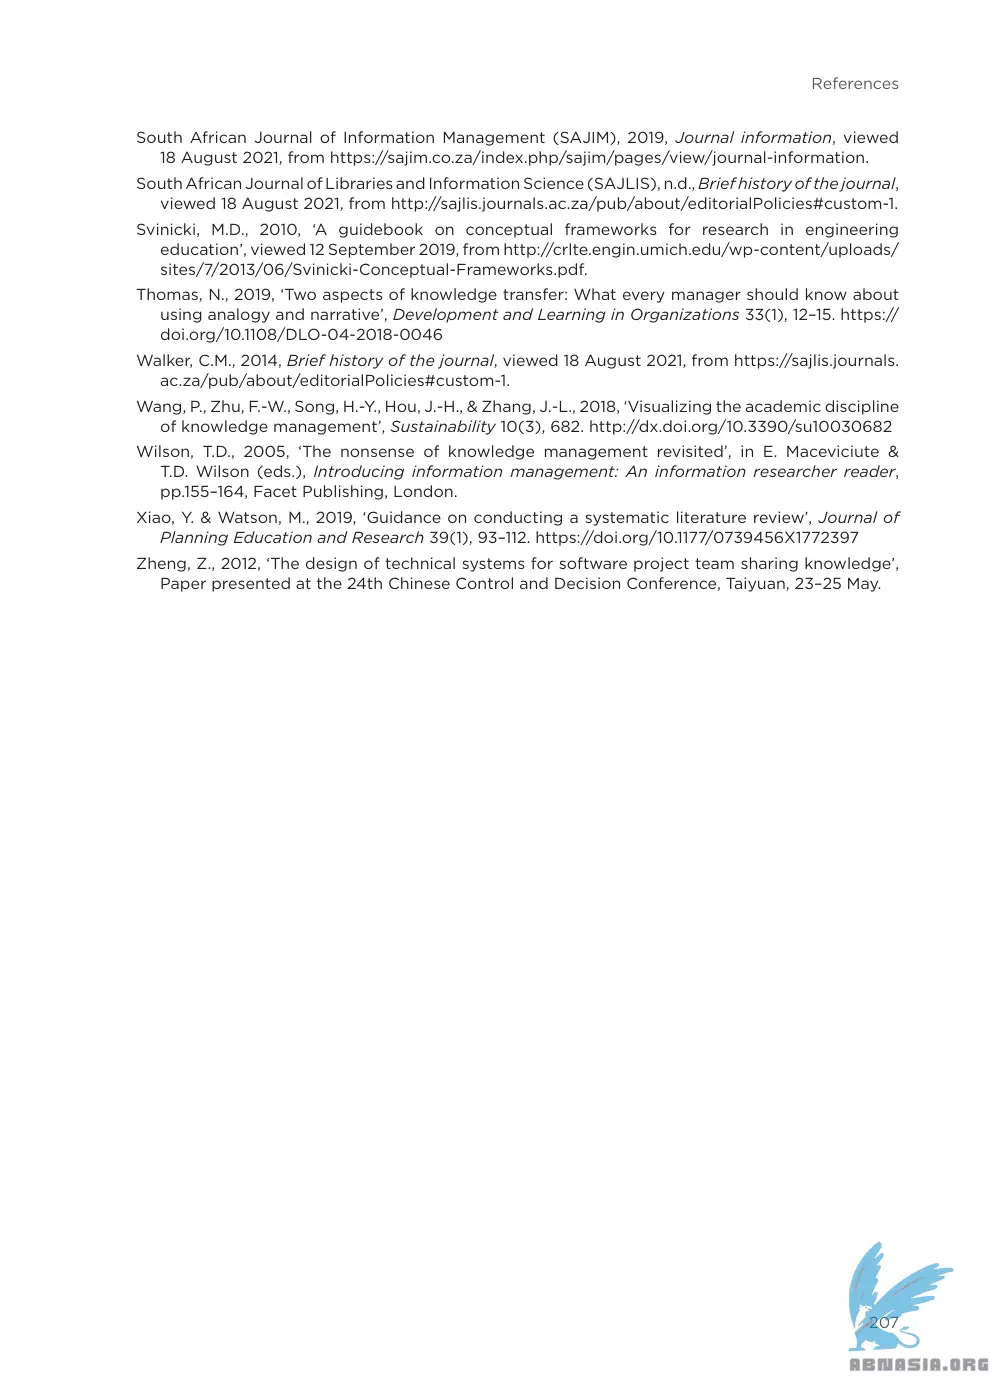 References
South African Journal of Information Management (SAJIM), 2019, Journal information, viewed
18 August 2021, from https://sajim.co.za/index.php/sajim/pages/view/journal-information.
South African Journal of Libraries and Information Science (SAJLIS), n.d., Brief history of the journal,
viewed 18 August 2021, from http://sajlis.journals.ac.za/pub/about/editorialPolicies#custom-1.
Svinicki, M.D., 2010, ‘A guidebook on conceptual frameworks for research in engineering
education’, viewed 12 September 2019, from http://crlte.engin.umich.edu/wp-content/uploads/
sites/7/2013/06/Svinicki-Conceptual-Frameworks.pdf.
Thomas, N., 2019, ‘Two aspects of knowledge transfer: What every manager should know about
using analogy and narrative’, Development and Learning in Organizations 33(1), 12–15. https://
doi.org/10.1108/DLO-04-2018-0046
Walker, C.M., 2014, Brief history of the journal, viewed 18 August 2021, from https://sajlis.journals.
ac.za/pub/about/editorialPolicies#custom-1.
Wang, P., Zhu, F.-W., Song, H.-Y., Hou, J.-H., & Zhang, J.-L., 2018, ‘Visualizing the academic discipline
of knowledge management’, Sustainability 10(3), 682. http://dx.doi.org/10.3390/su10030682
Wilson, T.D., 2005, ‘The nonsense of knowledge management revisited’, in E. Maceviciute &
T.D. Wilson (eds.), Introducing information management: An information researcher reader,
pp.155–164, Facet Publishing, London.
Xiao, Y. & Watson, M., 2019, ‘Guidance on conducting a systematic literature review’, Journal of
Planning Education and Research 39(1), 93–112. https://doi.org/10.1177/0739456X1772397
Zheng, Z., 2012, ‘The design of technical systems for software project team sharing knowledge’,
Paper presented at the 24th Chinese Control and Decision Conference, Taiyuan, 23–25 May.
207
ABNASIA.ORG